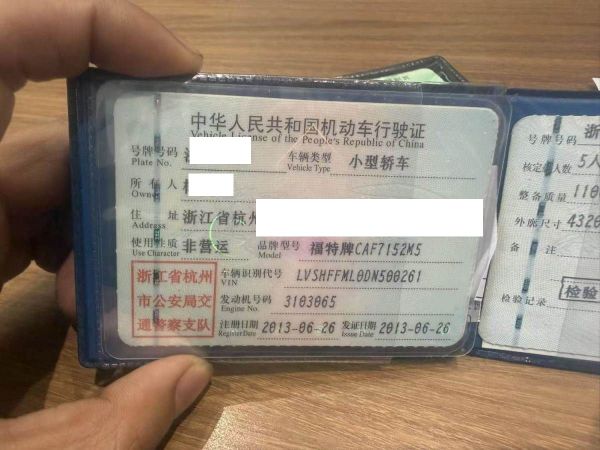 中华人民共和国机动车行驶证
Vehicle License of the People's Republic of China
号牌号码
Plate No.
车辆类型 小型轿车
Vehicle Type
所有人
Owner
住 址 浙江省杭州
Address
使用性质 非营运
Use Character
品牌型号 福特牌CAF7152M5
Model
浙江省杭州
市公安局交
通警察支队
车辆识别代号 LVSHFFML0DN500261
VIN
发动机号码 3103065
Engine No.
注册日期 2013-06-26
Register Date
发证日期 2013-06-26
Issue Date
号牌号码
核定载人数 5人
整备质量 110
外廓尺寸 4320
备 注
检验记录 检验